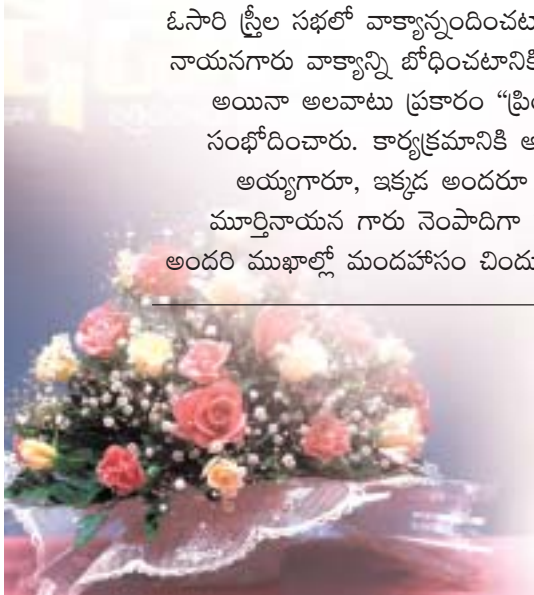 ఓసారి స్త్రీల సభలో వాక్యాన్నందించట
నాయనగారు వాక్యాన్ని బోధించటానికి
అయినా అలవాటు ప్రకారం “ప్రి
సంభోదించారు. కార్యక్రమానికి అ
అయ్యగారూ, ఇక్కడ అందరూ
మూర్తినాయన గారు నెంపాదిగా
అందరి ముఖాల్లో మందహాసం చిందు